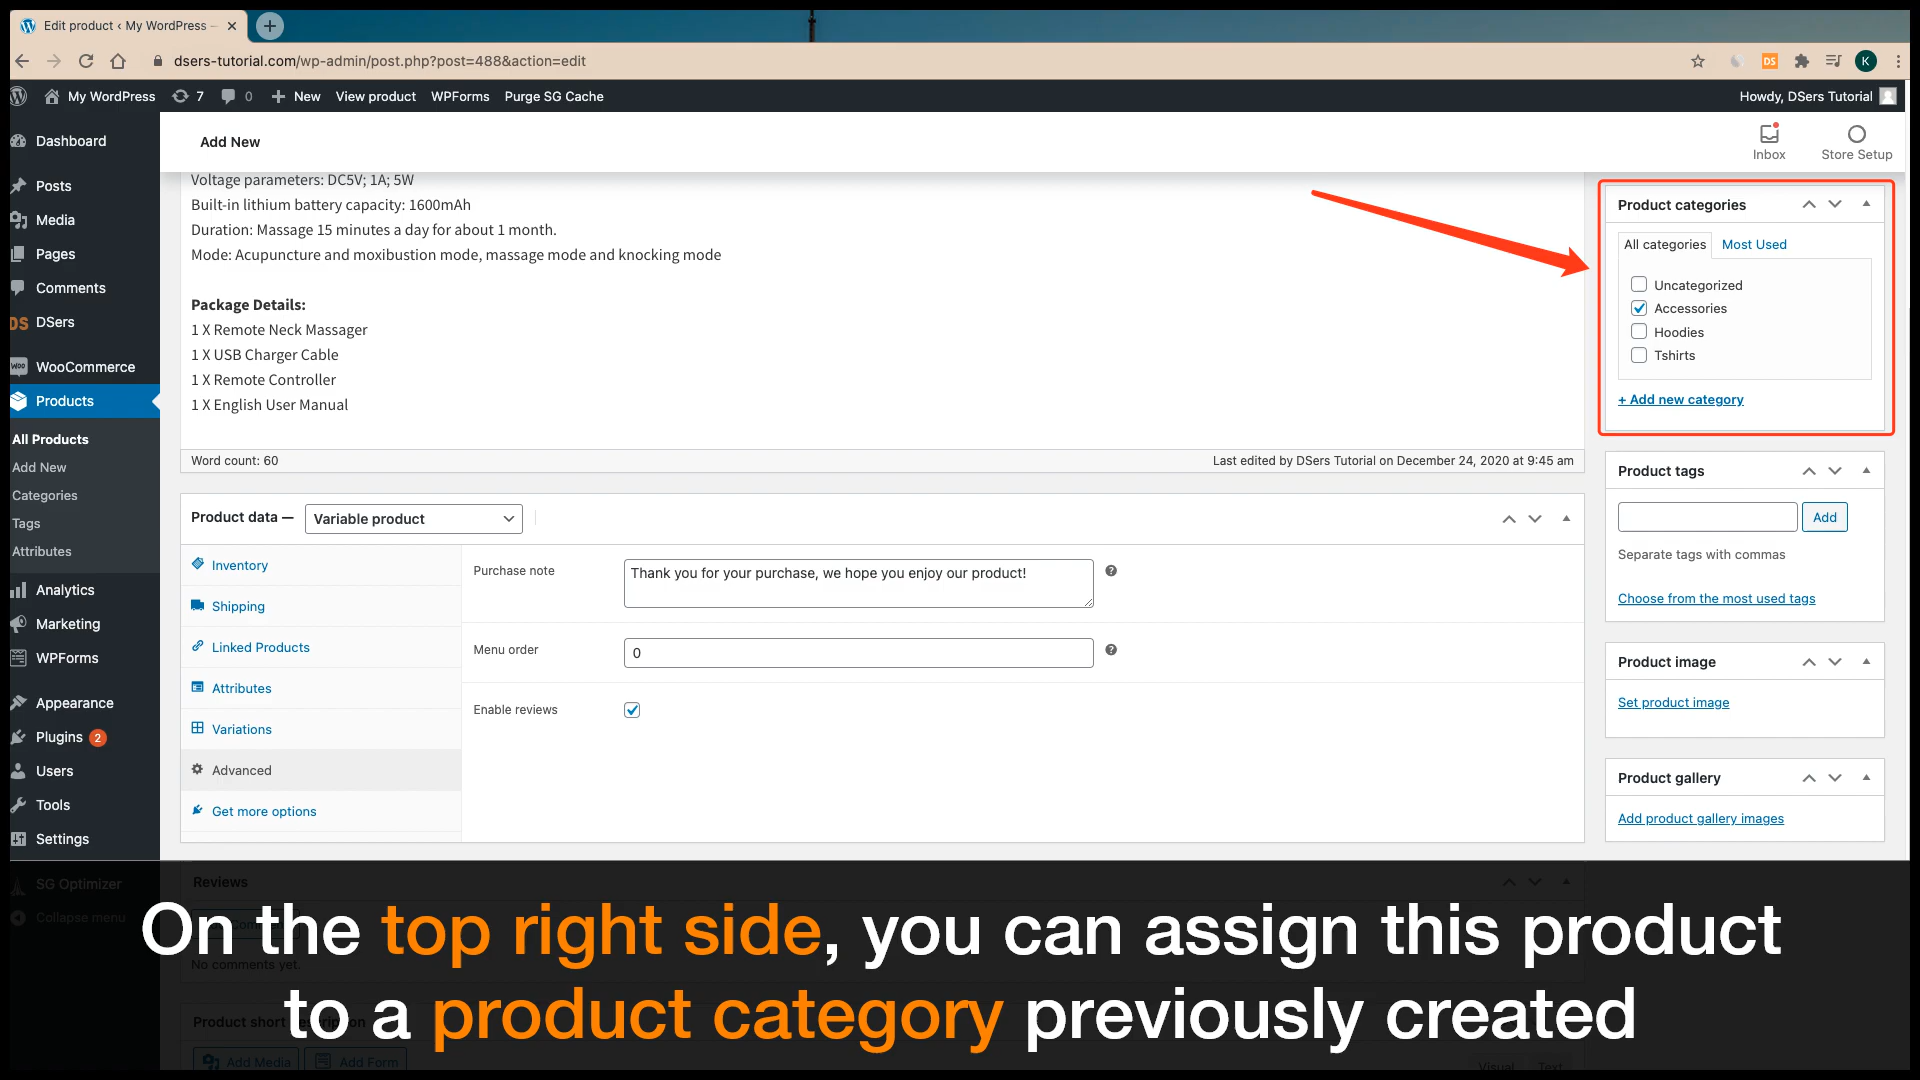 Edit product ‹ My WordPress –
dsers-tutorial.com/wp-admin/post.php?post=488&action=edit
DS
K
My WordPress 7 0 New View product WPForms Purge SG Cache
Howdy, DSers Tutorial
Dashboard
Posts
Media
Pages
Comments
DS DSers
WooCommerce
Products
All Products
Add New
Categories
Tags
Attributes
Analytics
Marketing
WPForms
Appearance
Plugins 2
Users
Tools
Settings
SG Optimizer
Collapse menu
Add New
Inbox
Store Setup
Voltage parameters: DC5V; 1A; 5W
Built-in lithium battery capacity: 1600mAh
Duration: Massage 15 minutes a day for about 1 month.
Mode: Acupuncture and moxibustion mode, massage mode and knocking mode
Package Details:
1 X Remote Neck Massager
1 X USB Charger Cable
1 X Remote Controller
1 X English User Manual
Word count: 60
Last edited by DSers Tutorial on December 24, 2020 at 9:45 am
Product data — Variable product
Inventory
Shipping
Linked Products
Attributes
Variations
Advanced
Get more options
Purchase note
Thank you for your purchase, we hope you enjoy our product!
Menu order
0
Enable reviews
Product categories
All categories Most Used
Uncategorized
Accessories
Hoodies
Tshirts
+ Add new category
Product tags
Add
Separate tags with commas
Choose from the most used tags
Product image
Set product image
Product gallery
Add product gallery images
Reviews
No comments yet.
Product short description
Add Media Add Form
Visual Text
On the top right side, you can assign this product
to a product category previously created